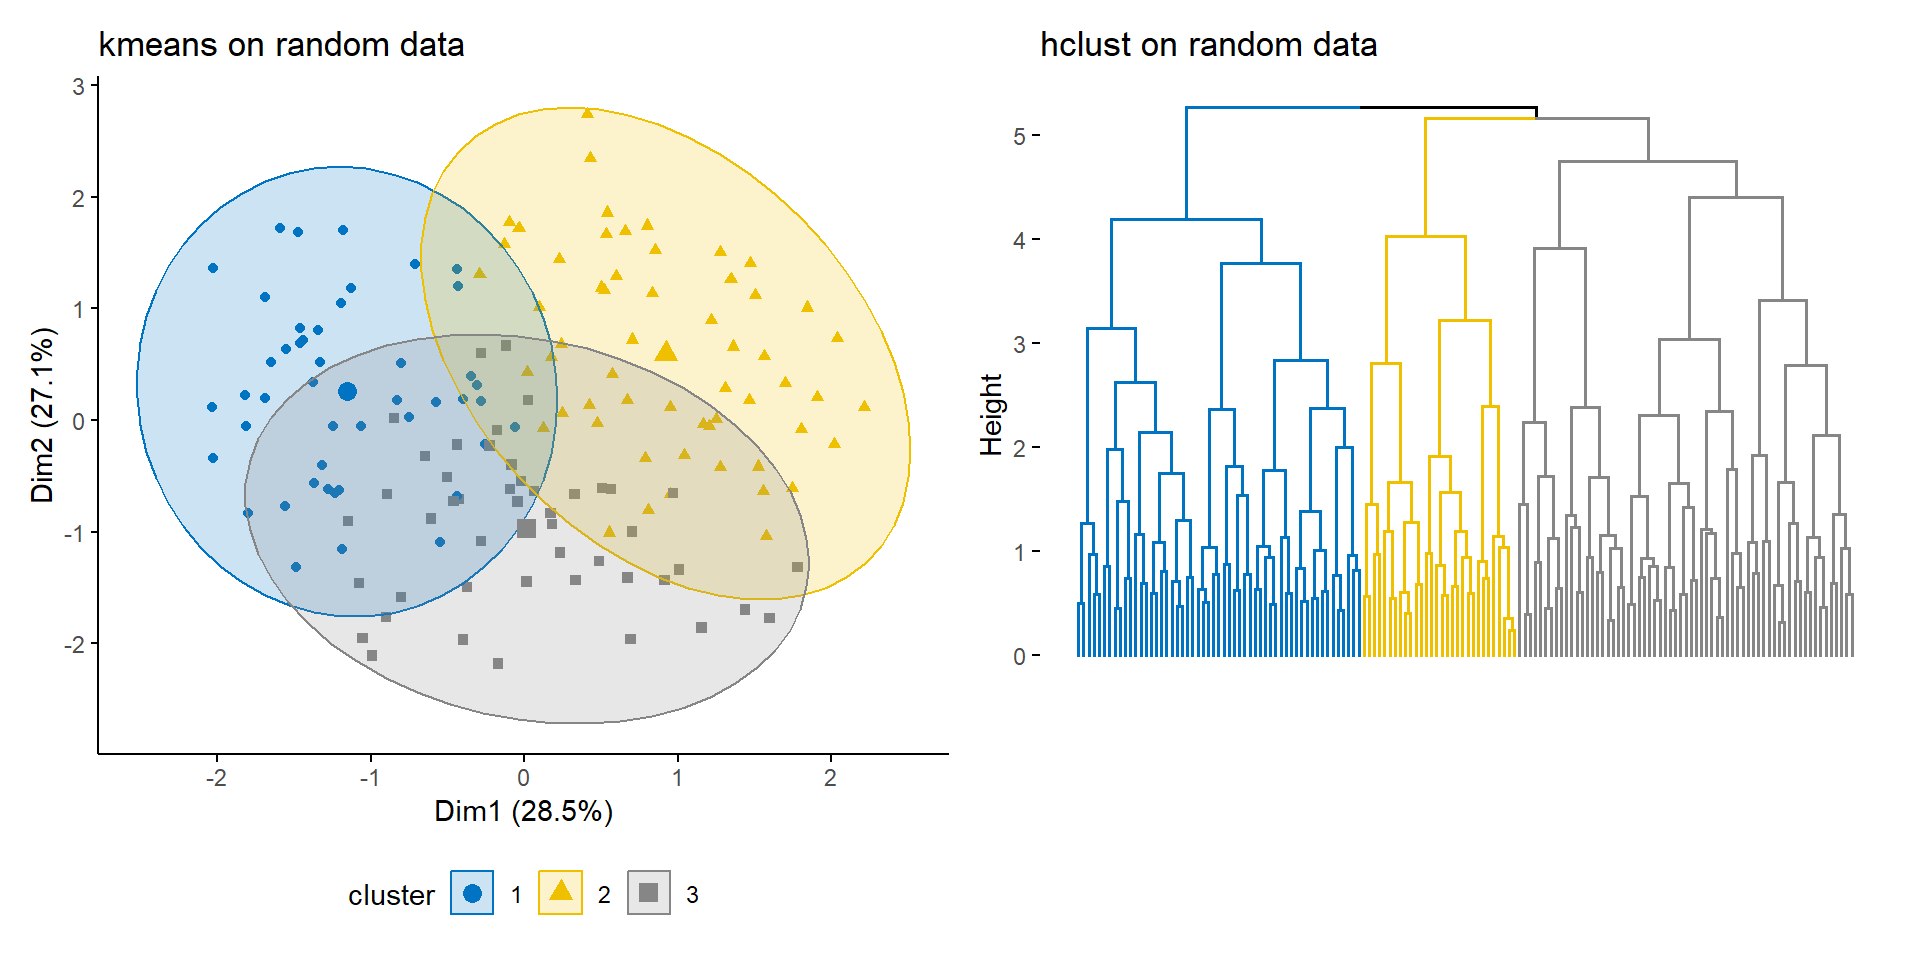 kmeans on random data
3
2
1
0
-1
-2
Dim2 (27.1%)
-2 -1 0 1 2
Dim1 (28.5%)
cluster 1 2 3
hclust on random data
5
4
3
2
1
0
Height